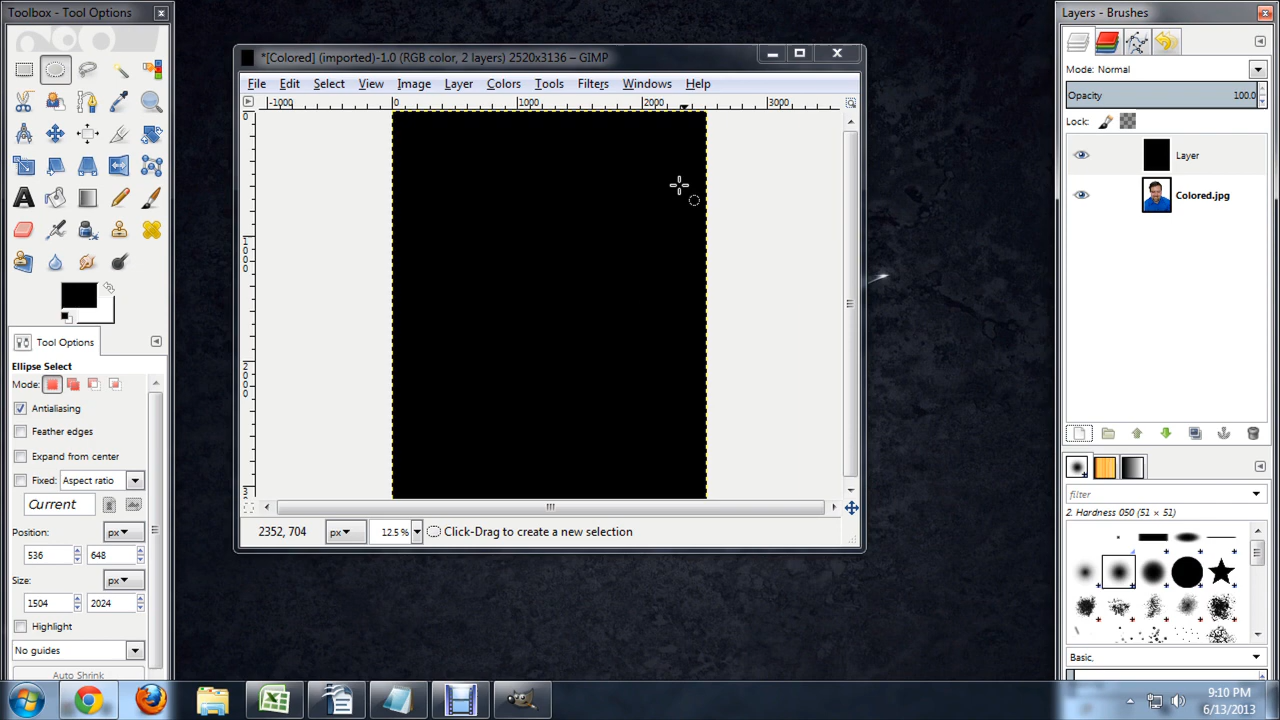 Toolbox - Tool Options
*[Colored] (imported)-1.0 (RGB color, 2 layers) 2520x3136 – GIMP
File Edit Select View Image Layer Colors Tools Filters Windows Help
-1000 0 1000 2000 3000
0
1000
2000
3
2352, 704 px 12.5% Click-Drag to create a new selection
Tool Options
Ellipse Select
Mode:
Antialiasing
Feather edges
Expand from center
Fixed: Aspect ratio
Current
Position: px
536 648
Size: px
1504 2024
Highlight
No guides
Auto Shrink
Layers - Brushes
Mode: Normal
Opacity 100.0
Lock:
Layer
Colored.jpg
filter
2. Hardness 050 (51 × 51)
Basic,
9:10 PM
6/13/2013